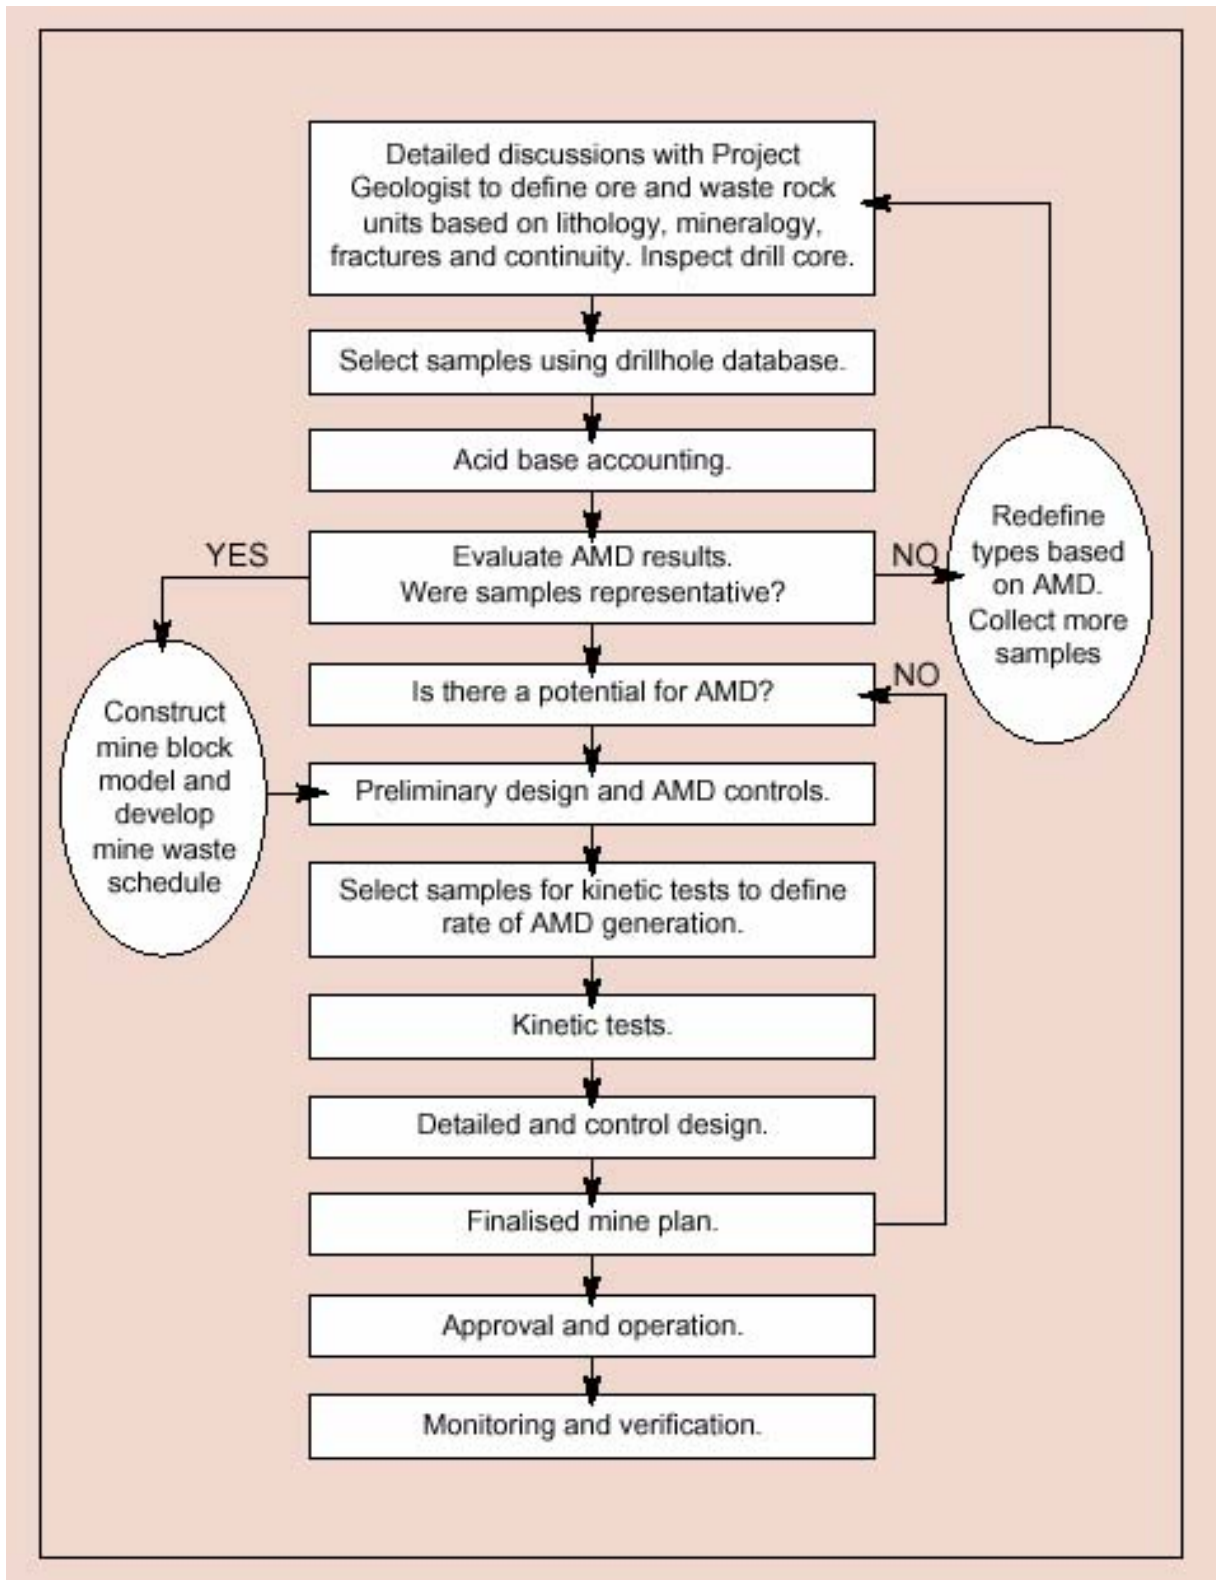 Detailed discussions with Project
Geologist to define ore and waste rock
units based on lithology, mineralogy,
fractures and continuity. Inspect drill core.
Select samples using drillhole database.
Acid base accounting.
YES
Evaluate AMD results.
Were samples representative?
NO
Redefine
types based
on AMD.
Collect more
samples
Is there a potential for AMD?
NO
Construct
mine block
model and
develop
mine waste
schedule
Preliminary design and AMD controls.
Select samples for kinetic tests to define
rate of AMD generation.
Kinetic tests.
Detailed and control design.
Finalised mine plan.
Approval and operation.
Monitoring and verification.